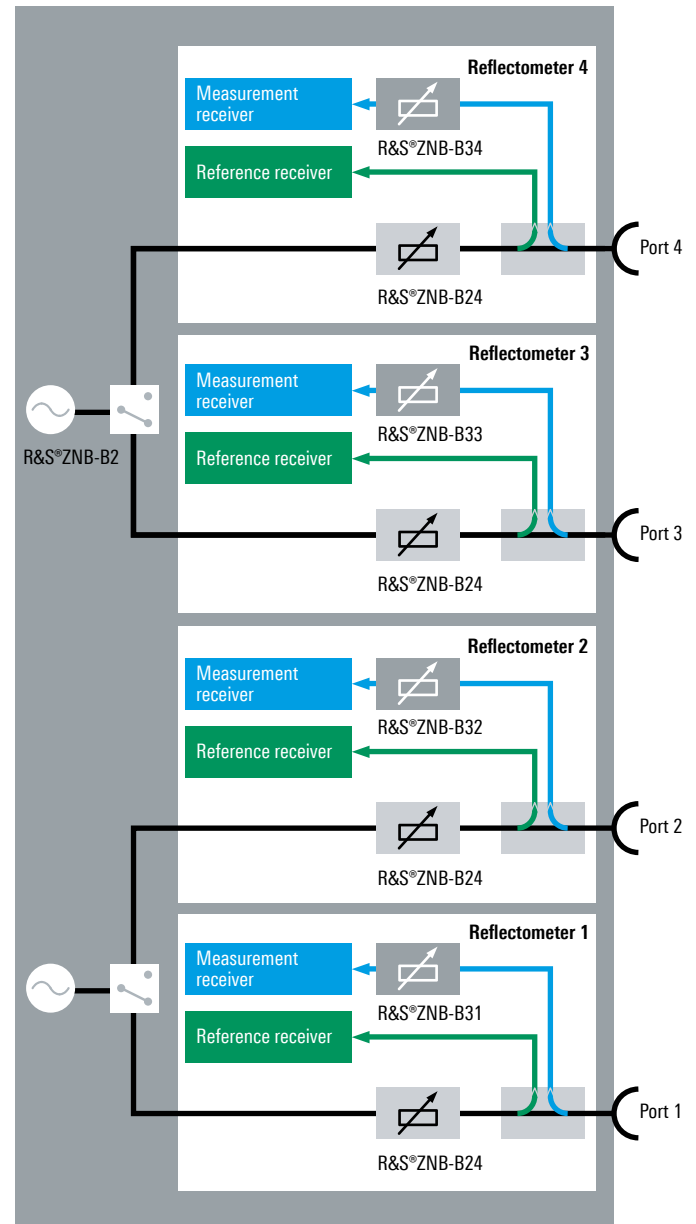 Reflectometer 4
Measurement
receiver
R&S®ZNB-B34
Reference receiver
Port 4
R&S®ZNB-B24
Reflectometer 3
Measurement
receiver
R&S®ZNB-B33
R&S®ZNB-B2
Reference receiver
Port 3
R&S®ZNB-B24
Reflectometer 2
Measurement
receiver
R&S®ZNB-B32
Reference receiver
Port 2
R&S®ZNB-B24
Reflectometer 1
Measurement
receiver
R&S®ZNB-B31
Reference receiver
Port 1
R&S®ZNB-B24